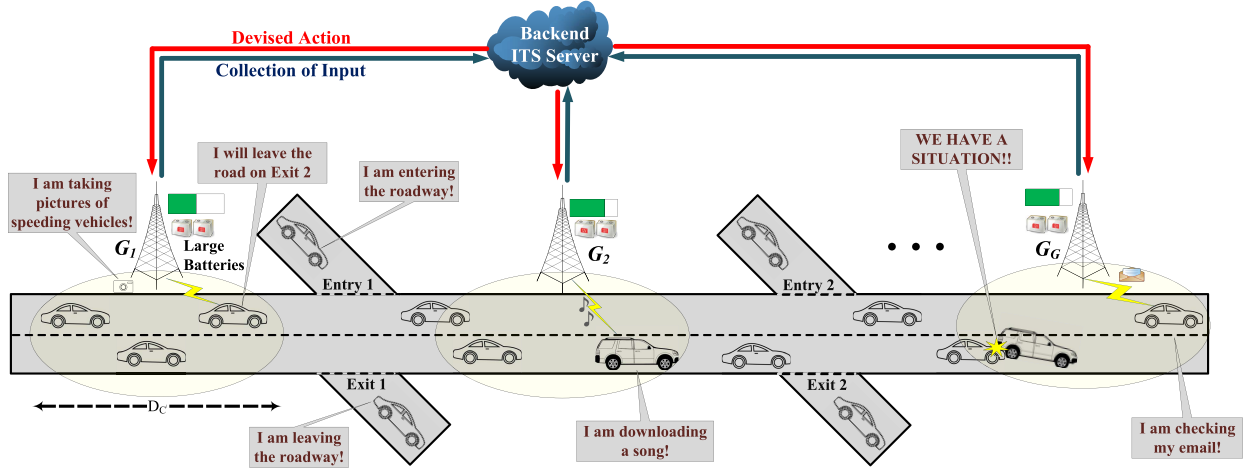 Devised Action
Collection of Input
Backend
ITS Server
I am taking
pictures of
speeding vehicles!
I will leave the
road on Exit 2
I am entering
the roadway!
WE HAVE A
SITUATION!!
G1
Large
Batteries
G2
• • •
GG
Entry 1
Entry 2
Exit 1
Exit 2
DC
I am leaving
the roadway!
I am downloading
a song!
I am checking
my email!